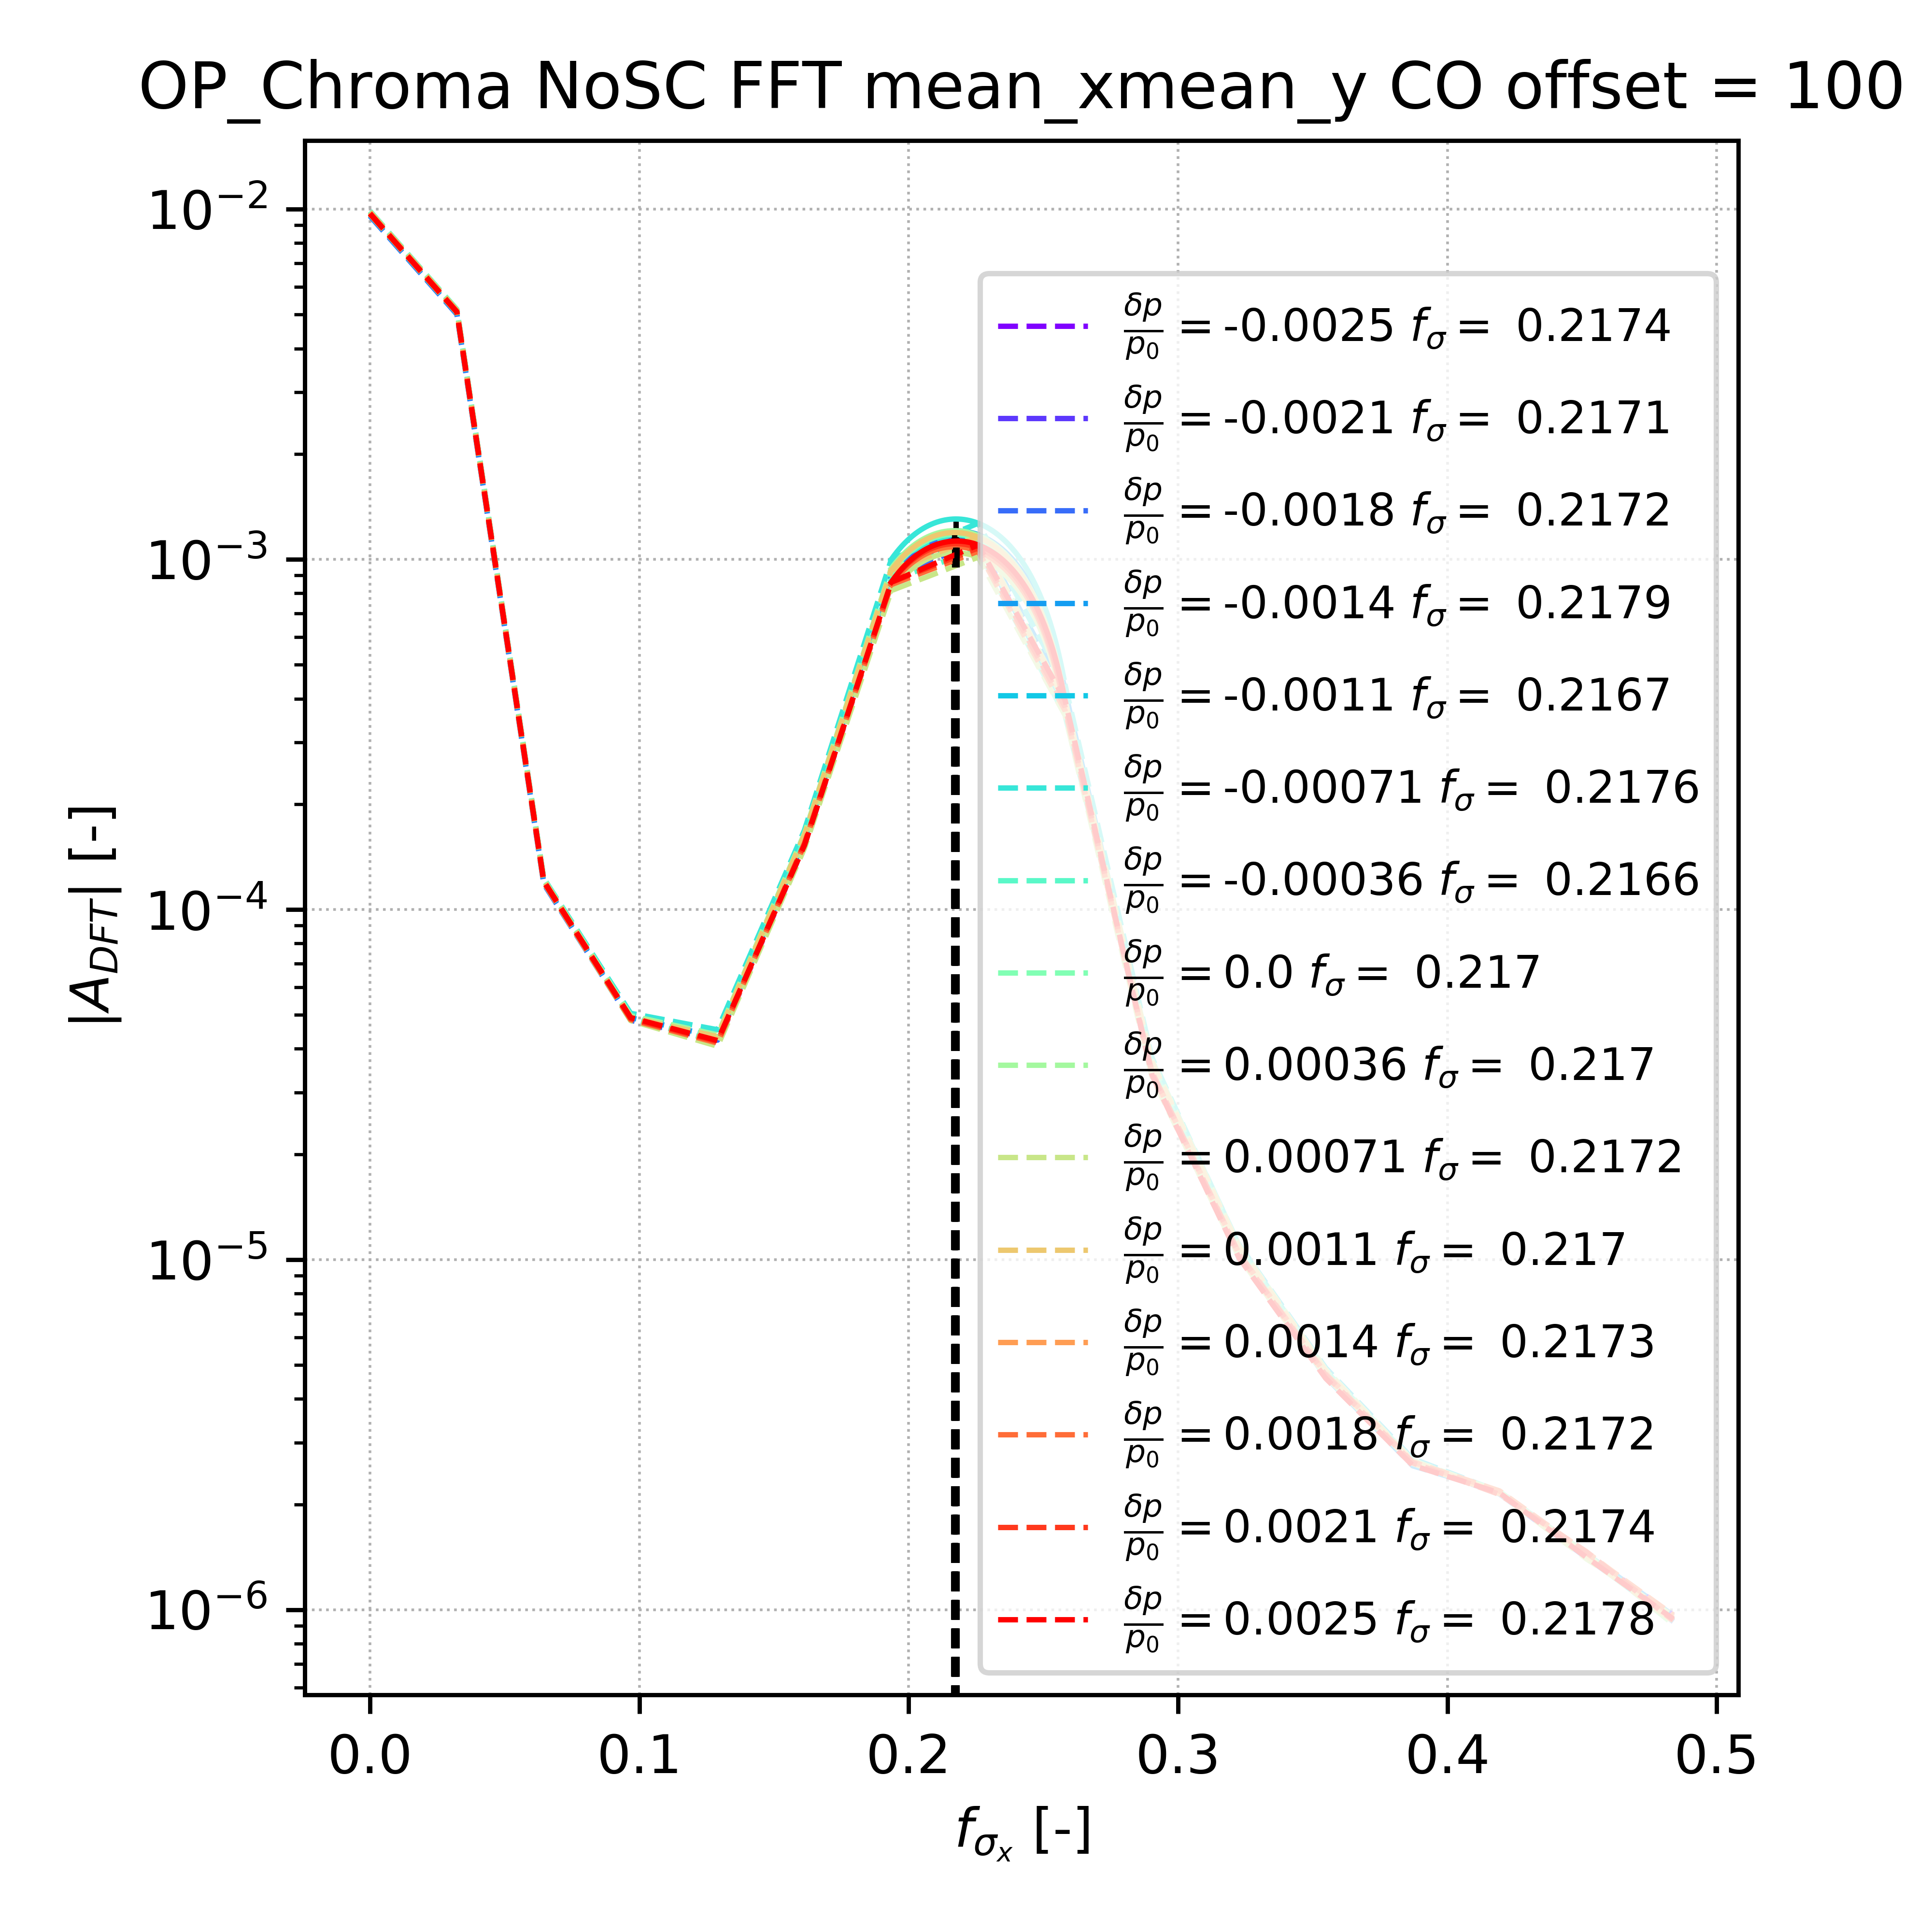 OP_Chroma NoSC FFT mean_xmean_y CO offset = 100
|A_DFT| [-]
10^−2
10^−3
10^−4
10^−5
10^−6
δp/p₀ = -0.0025 f_σ = 0.2174
δp/p₀ = -0.0021 f_σ = 0.2171
δp/p₀ = -0.0018 f_σ = 0.2172
δp/p₀ = -0.0014 f_σ = 0.2179
δp/p₀ = -0.0011 f_σ = 0.2167
δp/p₀ = -0.00071 f_σ = 0.2176
δp/p₀ = -0.00036 f_σ = 0.2166
δp/p₀ = 0.0 f_σ = 0.217
δp/p₀ = 0.00036 f_σ = 0.217
δp/p₀ = 0.00071 f_σ = 0.2172
δp/p₀ = 0.0011 f_σ = 0.217
δp/p₀ = 0.0014 f_σ = 0.2173
δp/p₀ = 0.0018 f_σ = 0.2172
δp/p₀ = 0.0021 f_σ = 0.2174
δp/p₀ = 0.0025 f_σ = 0.2178
0.0 0.1 0.2 0.3 0.4 0.5
f_σₓ [-]